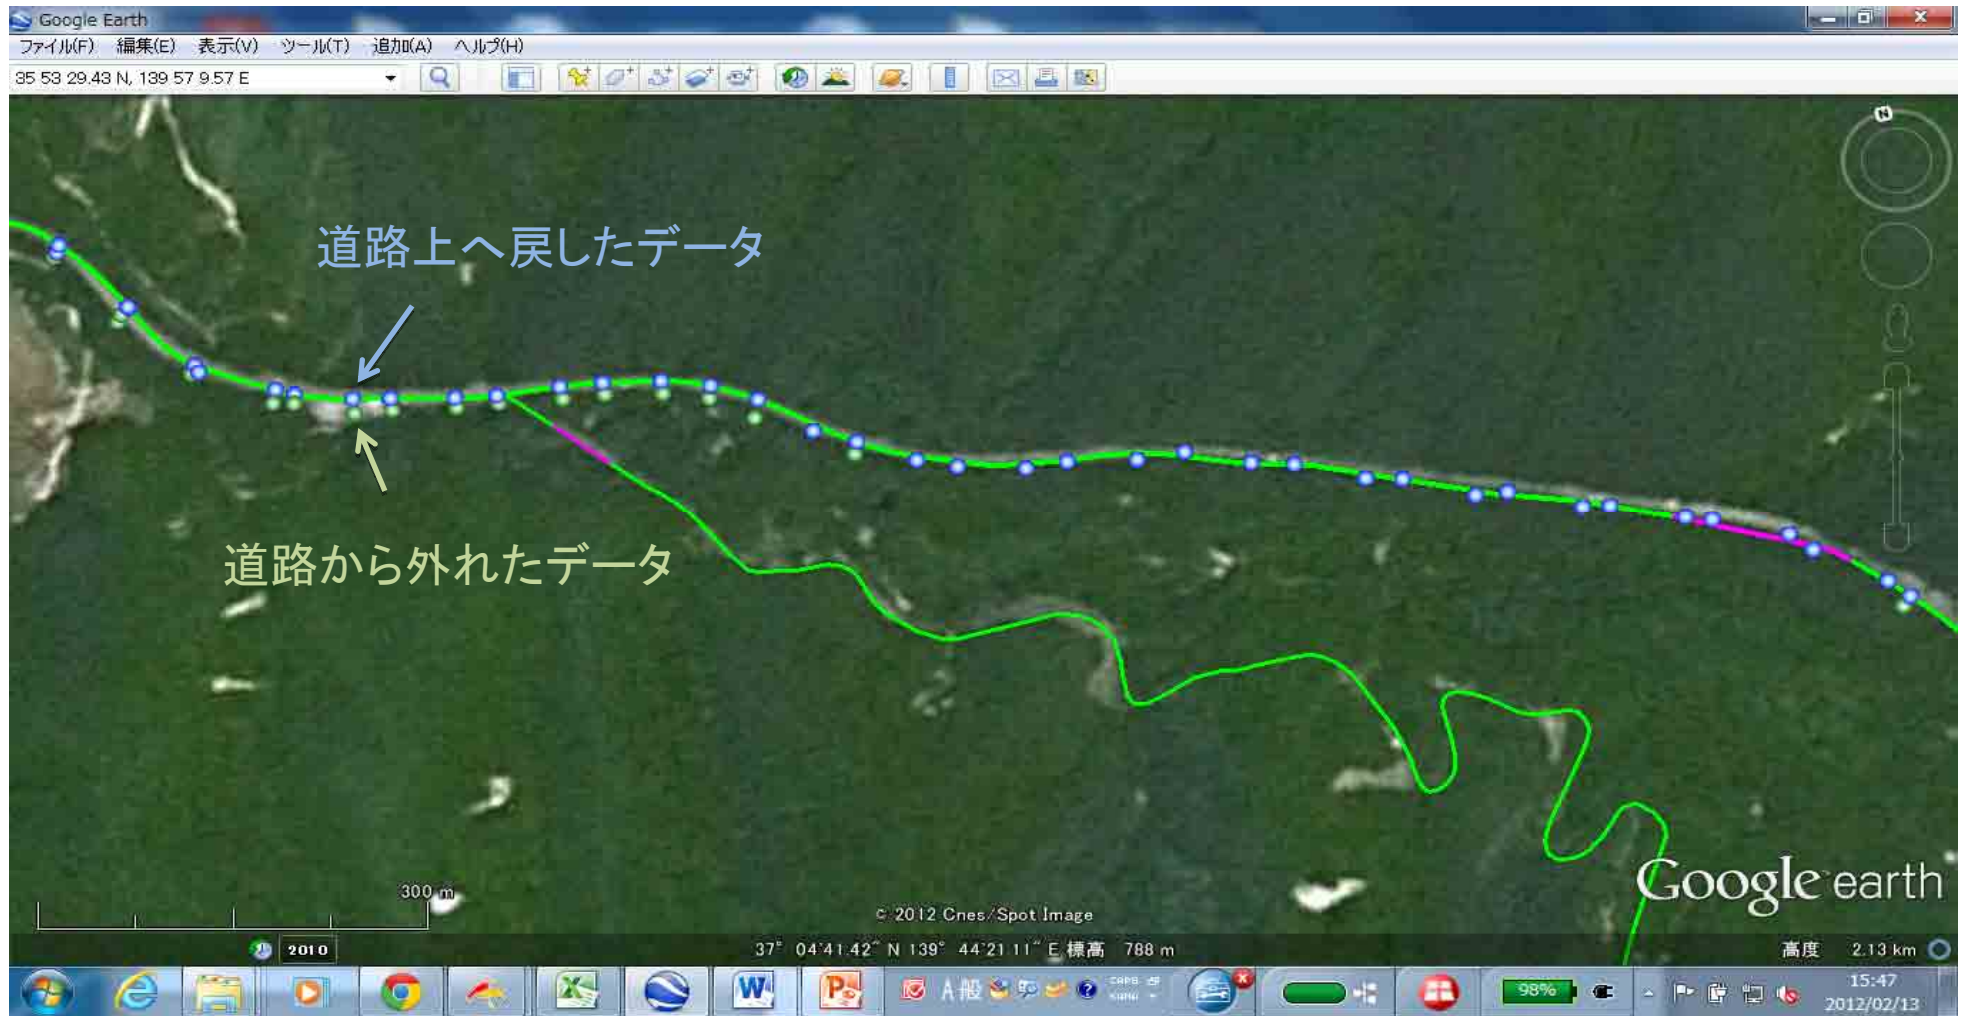 Google Earth
ファイル(F) 編集(E) 表示(V) ツール(T) 追加(A) ヘルプ(H)
35 53 29.43 N, 139 57 9.57 E
N
道路上へ戻したデータ
道路から外れたデータ
300 m
Google earth
© 2012 Cnes/Spot Image
2010
37° 04'41.42" N 139° 44'21.11" E 標高 788 m
高度 2.13 km
A 般
CAPS
KANA
98%
15:47
2012/02/13